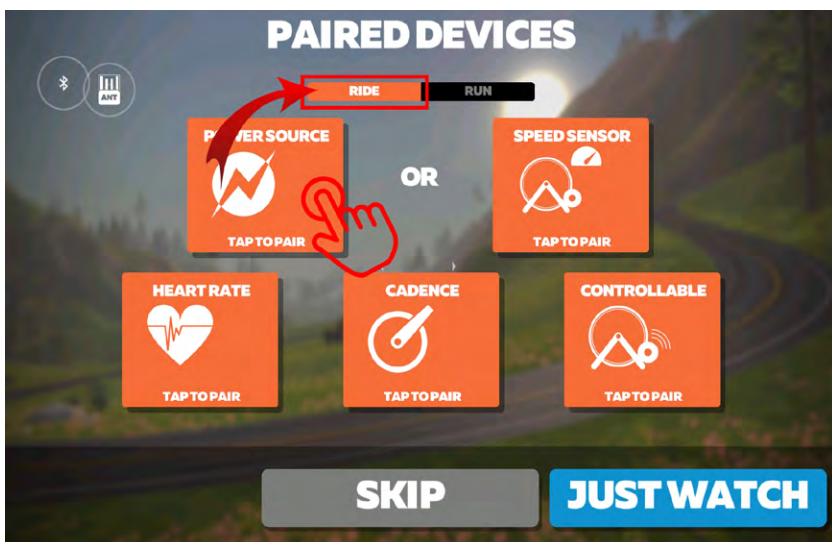 PAIRED DEVICES
ANT
RIDE RUN
POWER SOURCE
TAP TO PAIR
OR
SPEED SENSOR
TAP TO PAIR
HEART RATE
TAP TO PAIR
CADENCE
TAP TO PAIR
CONTROLLABLE
TAP TO PAIR
SKIP
JUST WATCH